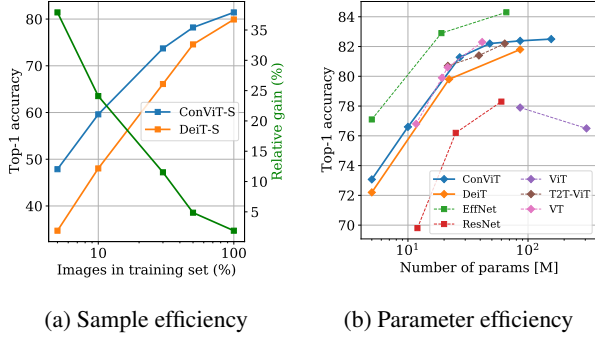 80
70
60
50
40
Top-1 accuracy
ConViT-S
DeiT-S
35
30
25
20
15
10
5
Relative gain (%)
10
100
Images in training set (%)
(a) Sample efficiency
84
82
80
78
76
74
72
70
Top-1 accuracy
ConViT
DeiT
EffNet
ResNet
ViT
T2T-ViT
VT
10¹
10²
Number of params [M]
(b) Parameter efficiency